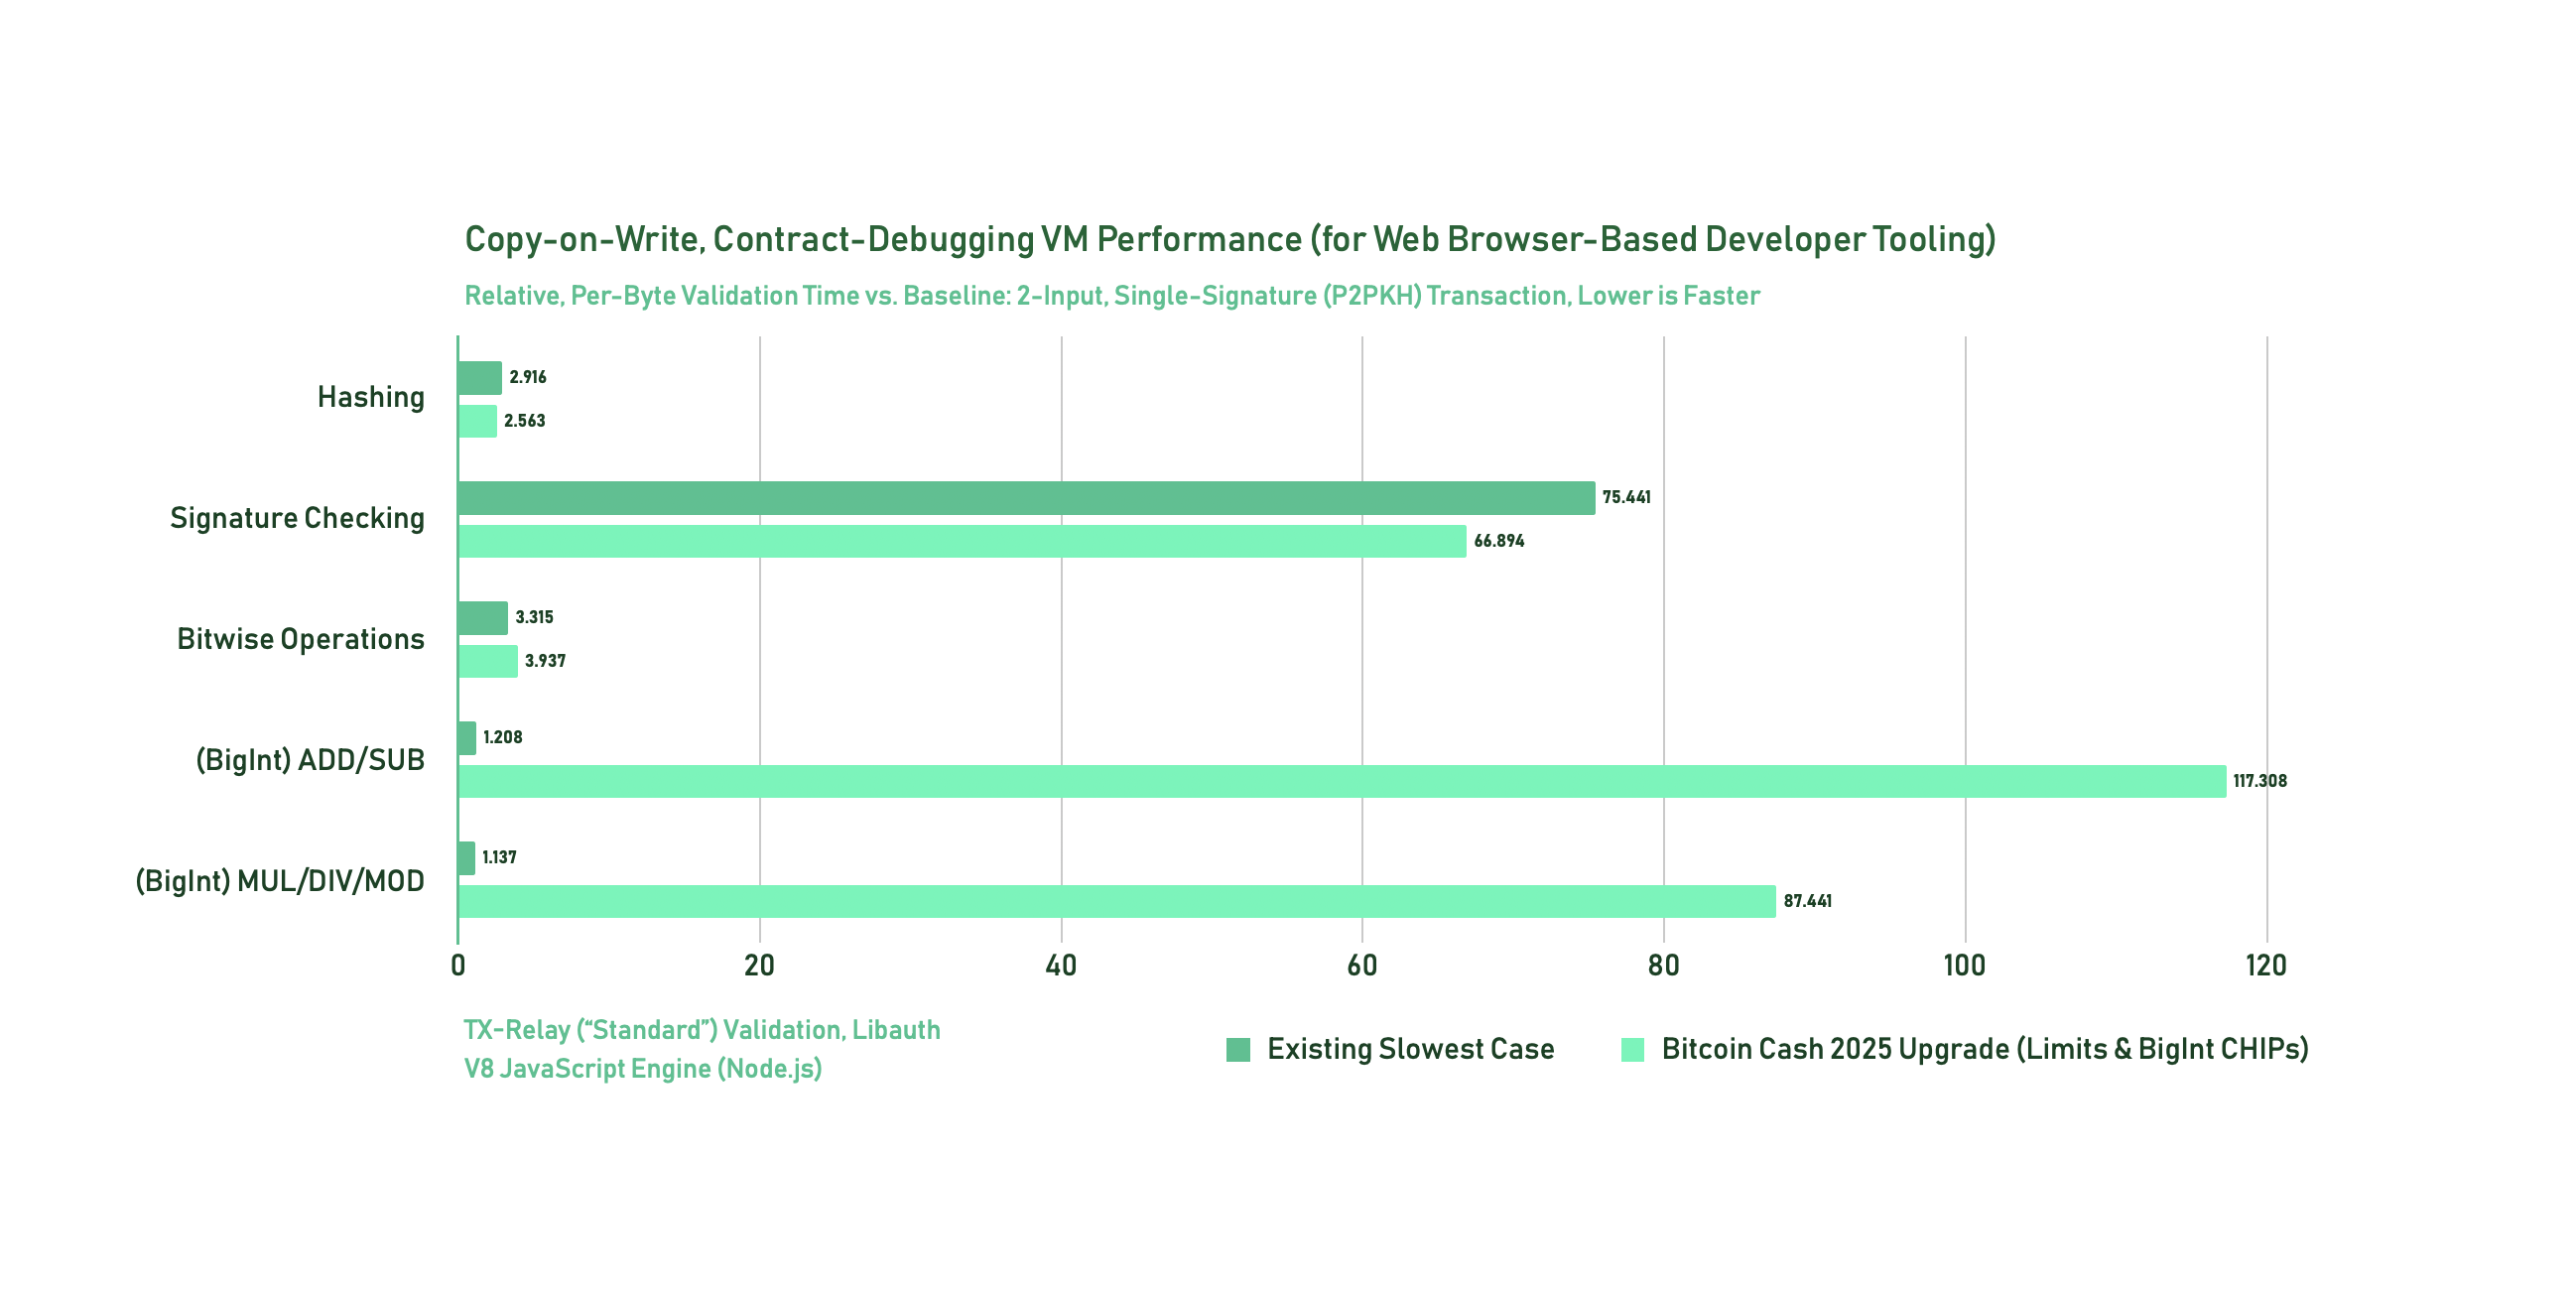 Copy-on-Write, Contract-Debugging VM Performance (for Web Browser-Based Developer Tooling)
Relative, Per-Byte Validation Time vs. Baseline: 2-Input, Single-Signature (P2PKH) Transaction, Lower is Faster
Hashing
2.916
2.563
Signature Checking
75.441
66.894
Bitwise Operations
3.315
3.937
(BigInt) ADD/SUB
1.208
117.308
(BigInt) MUL/DIV/MOD
1.137
87.441
0 20 40 60 80 100 120
TX-Relay (“Standard”) Validation, Libauth
V8 JavaScript Engine (Node.js)
Existing Slowest Case
Bitcoin Cash 2025 Upgrade (Limits & BigInt CHIPs)